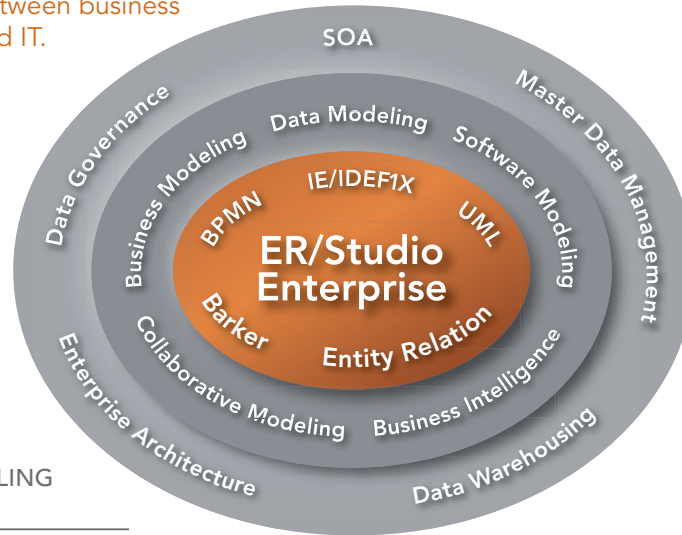 tween business
d IT.
SOA
Data Governance
Master Data Management
Data Modeling
Business Modeling
Software Modeling
IE/IDEF1X
BPMN
UML
ER/Studio
Enterprise
Barker
Entity Relation
Collaborative Modeling
Business Intelligence
Enterprise Architecture
Data Warehousing
LING